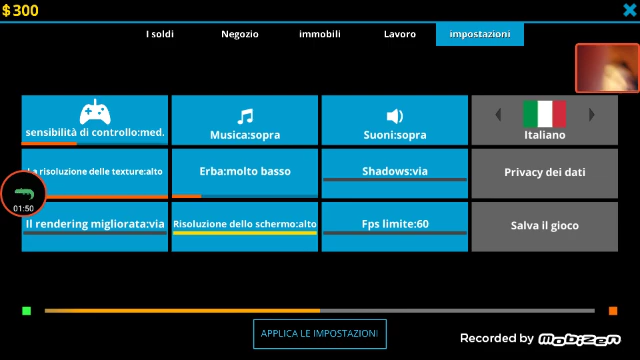 $300
I soldi
Negozio
immobili
Lavoro
impostazioni
sensibilità di controllo:med.
Musica:sopra
Suoni:sopra
Italiano
La risoluzione delle texture:alto
Erba:molto basso
Shadows:via
Privacy dei dati
01:50
Il rendering migliorata:via
Risoluzione dello schermo:alto
Fps limite:60
Salva il gioco
APPLICA LE IMPOSTAZIONI
Recorded by mobizen